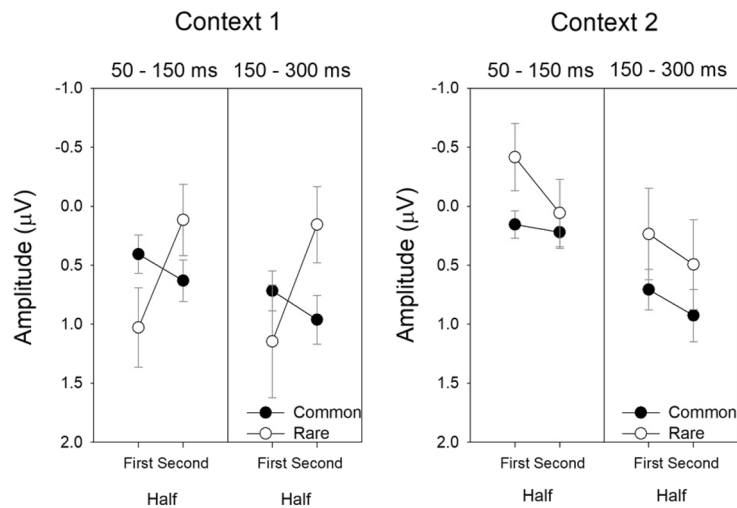 Context 1
50 - 150 ms 150 - 300 ms
Amplitude (μV)
-1.0
-0.5
0.0
0.5
1.0
1.5
2.0
Common
Rare
First Second First Second
Half Half
Context 2
50 - 150 ms 150 - 300 ms
Amplitude (μV)
-1.0
-0.5
0.0
0.5
1.0
1.5
2.0
Common
Rare
First Second First Second
Half Half